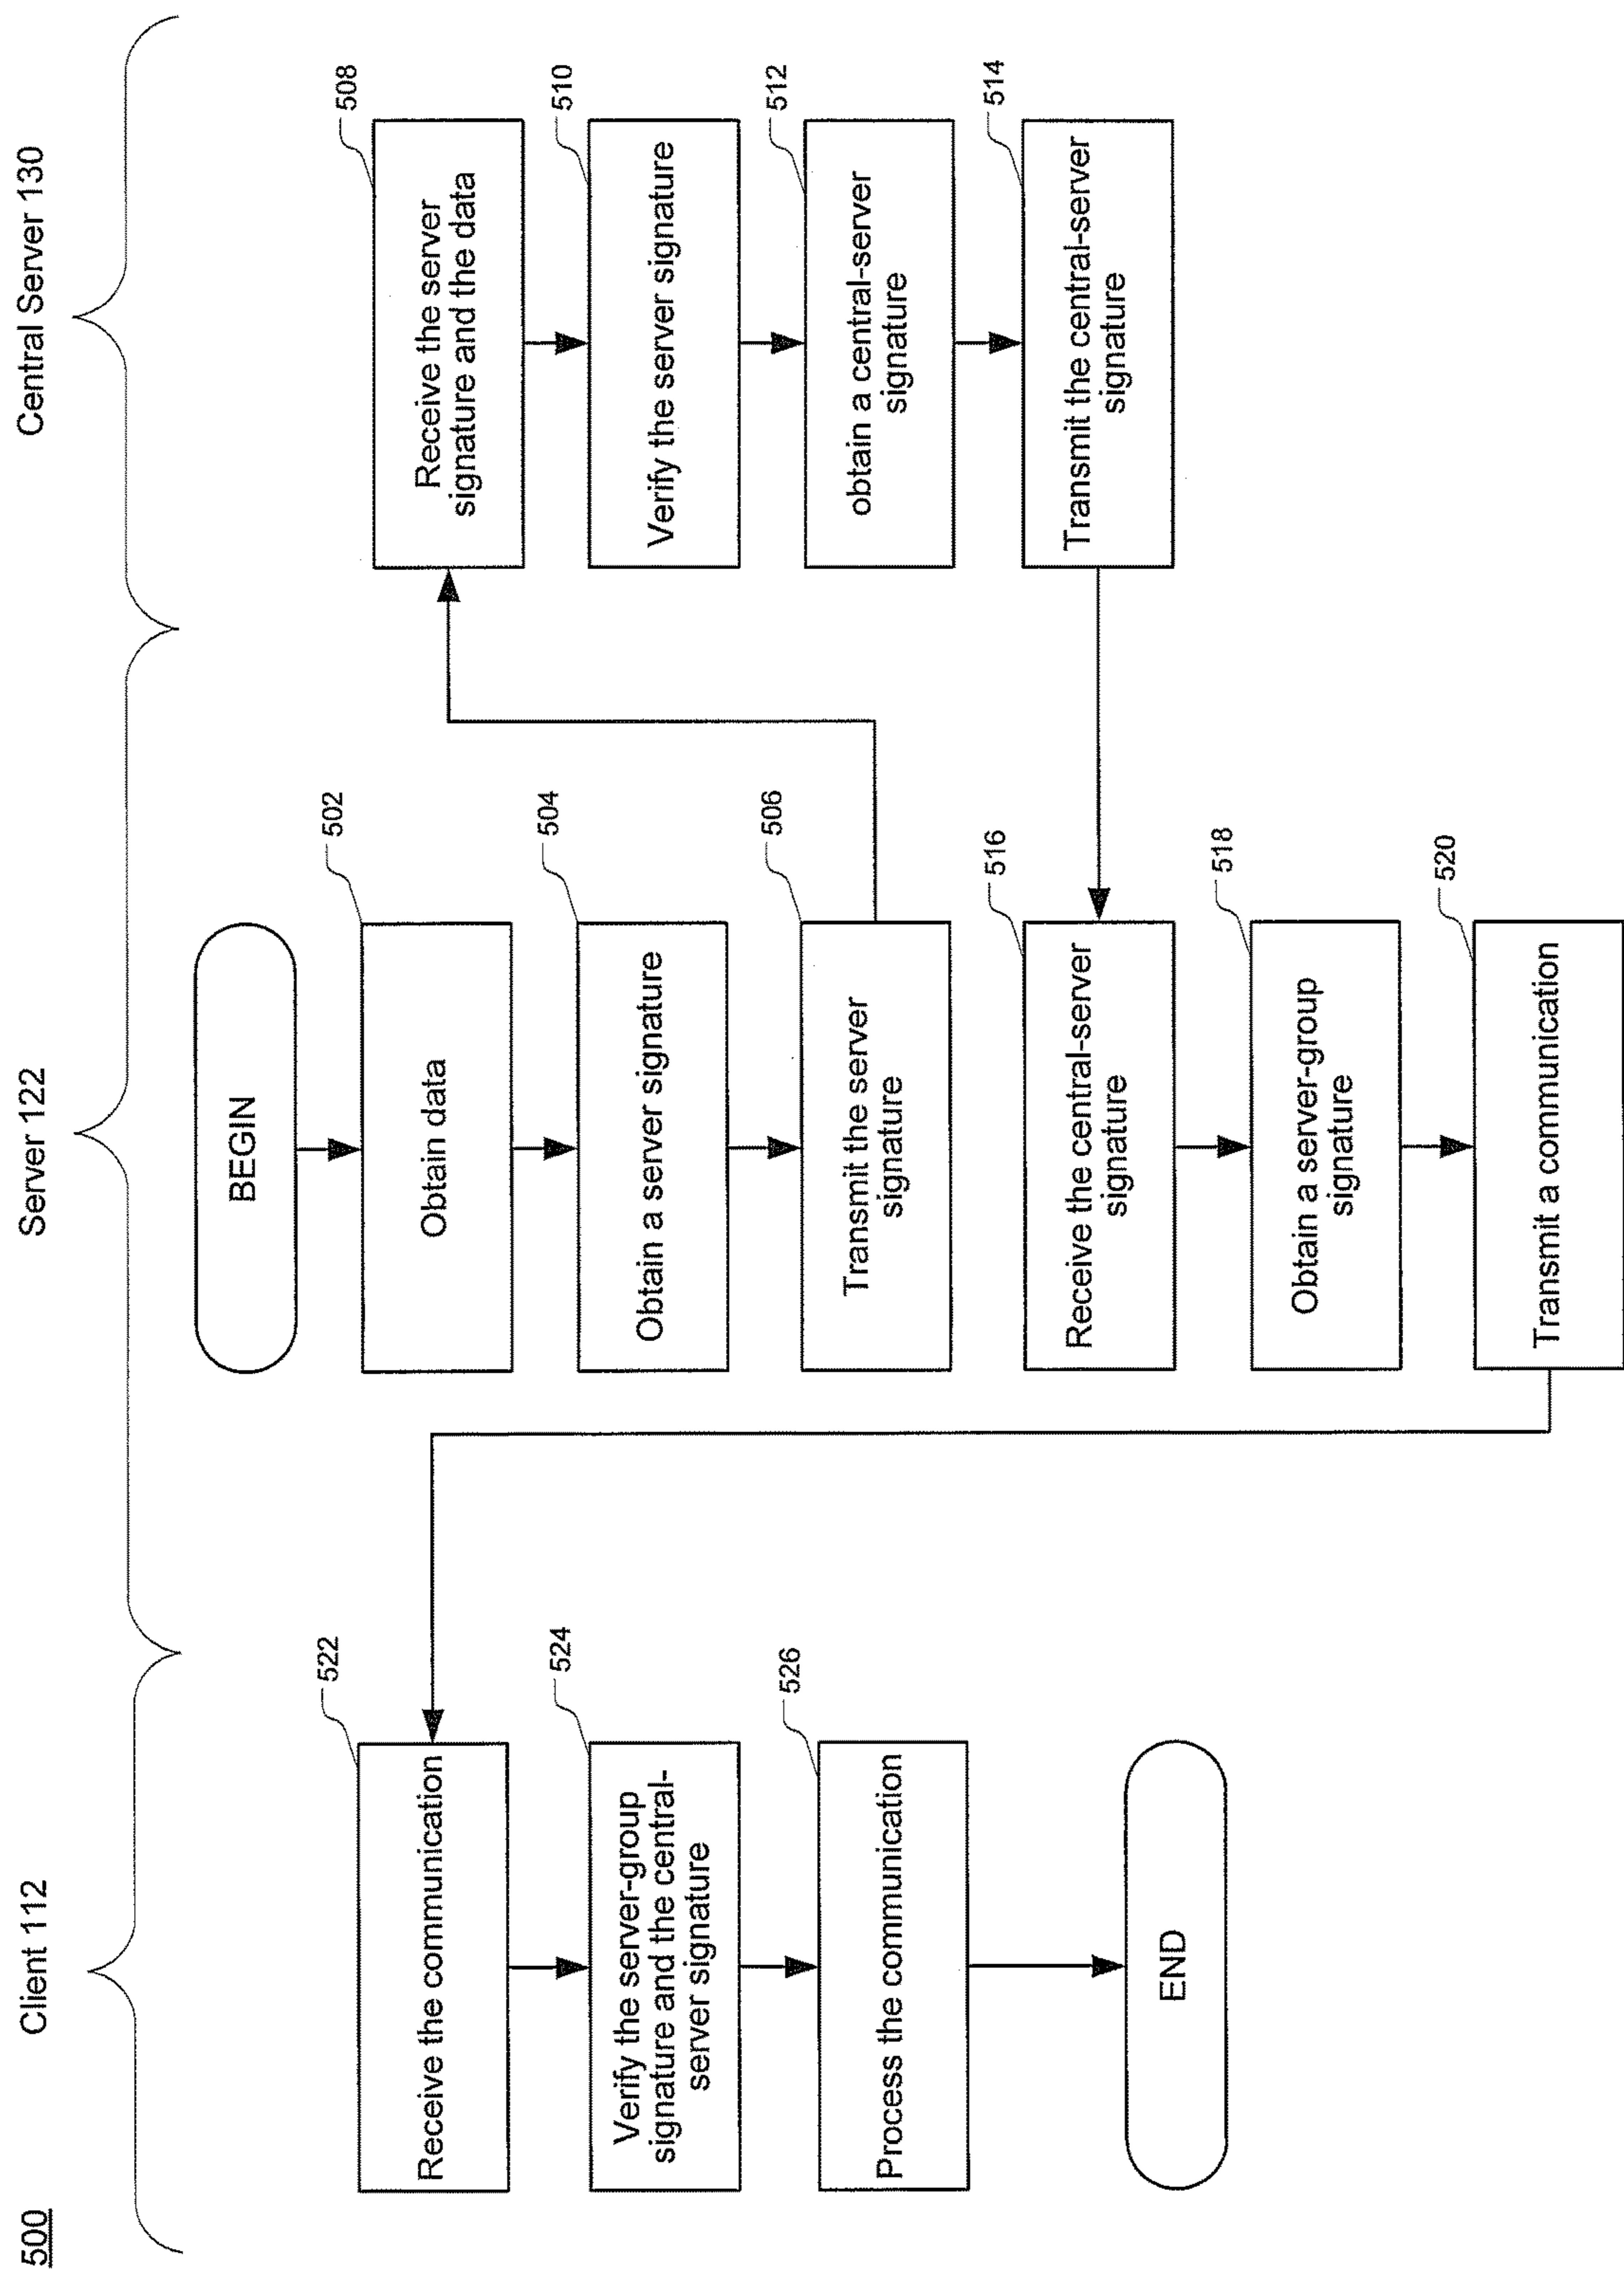 500
Client 112
Server 122
Central Server 130
522
Receive the communication
524
Verify the server-group
signature and the central-
server signature
526
Process the communication
END
BEGIN
502
Obtain data
504
Obtain a server signature
506
Transmit the server
signature
516
Receive the central-server
signature
518
Obtain a server-group
signature
520
Transmit a communication
508
Receive the server
signature and the data
510
Verify the server signature
512
obtain a central-server
signature
514
Transmit the central-server
signature